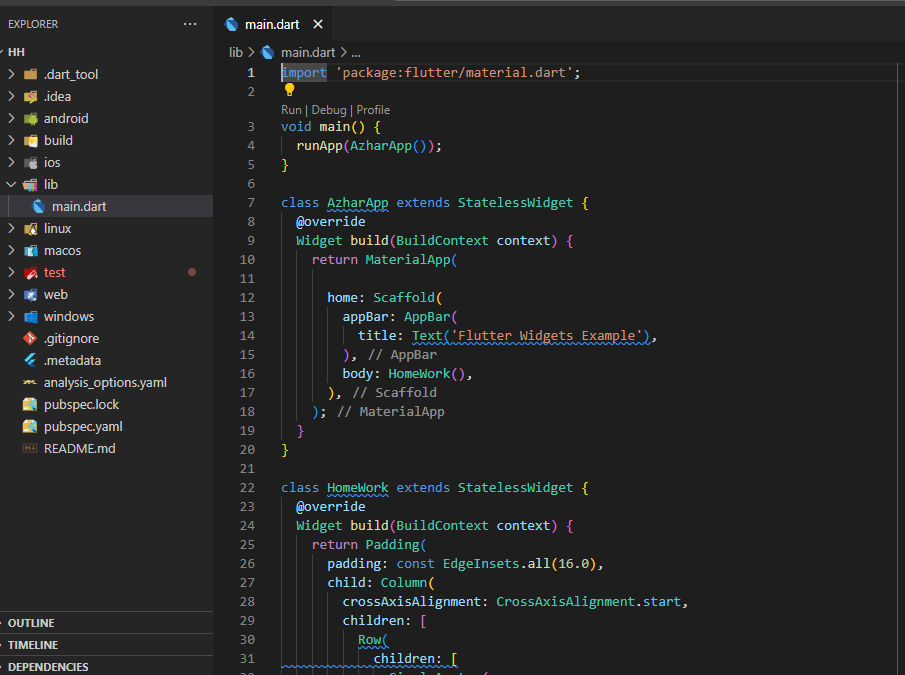 EXPLORER
HH
.dart_tool
.idea
android
build
ios
lib
main.dart
linux
macos
test
web
windows
.gitignore
.metadata
analysis_options.yaml
pubspec.lock
pubspec.yaml
README.md
OUTLINE
TIMELINE
DEPENDENCIES
main.dart
lib > main.dart > ...
1 import 'package:flutter/material.dart';
2
Run | Debug | Profile
3 void main() {
4   runApp(AzharApp());
5 }
6
7 class AzharApp extends StatelessWidget {
8   @override
9   Widget build(BuildContext context) {
10     return MaterialApp(
11
12       home: Scaffold(
13         appBar: AppBar(
14           title: Text('Flutter Widgets Example'),
15         ), // AppBar
16         body: HomeWork(),
17       ), // Scaffold
18     ); // MaterialApp
19   }
20 }
21
22 class HomeWork extends StatelessWidget {
23   @override
24   Widget build(BuildContext context) {
25     return Padding(
26       padding: const EdgeInsets.all(16.0),
27       child: Column(
28         crossAxisAlignment: CrossAxisAlignment.start,
29         children: [
30           Row(
31             children: [